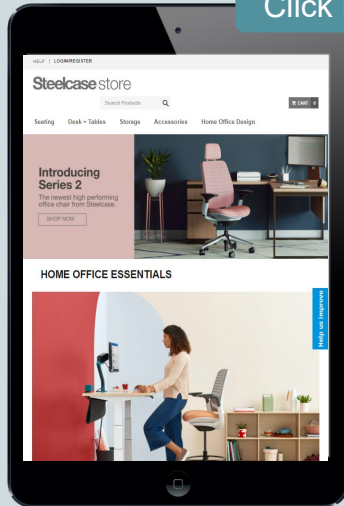 Click
HELP | LOGIN/REGISTER
Steelcase store
Search Products
CART 0
Seating Desk + Tables Storage Accessories Home Office Design
Introducing
Series 2
The newest high performing
office chair from Steelcase.
SHOP NOW
HOME OFFICE ESSENTIALS
Help us improve